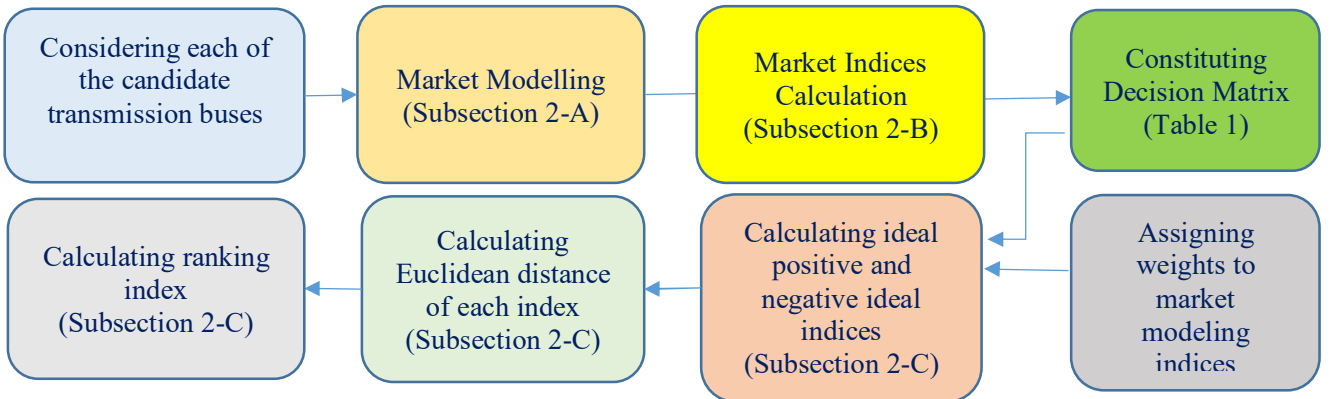 Considering each of
the candidate
transmission buses
Market Modelling
(Subsection 2-A)
Market Indices
Calculation
(Subsection 2-B)
Constituting
Decision Matrix
(Table 1)
Calculating ranking
index
(Subsection 2-C)
Calculating
Euclidean distance
of each index
(Subsection 2-C)
Calculating ideal
positive and
negative ideal
indices
(Subsection 2-C)
Assigning
weights to
market
modeling
indices